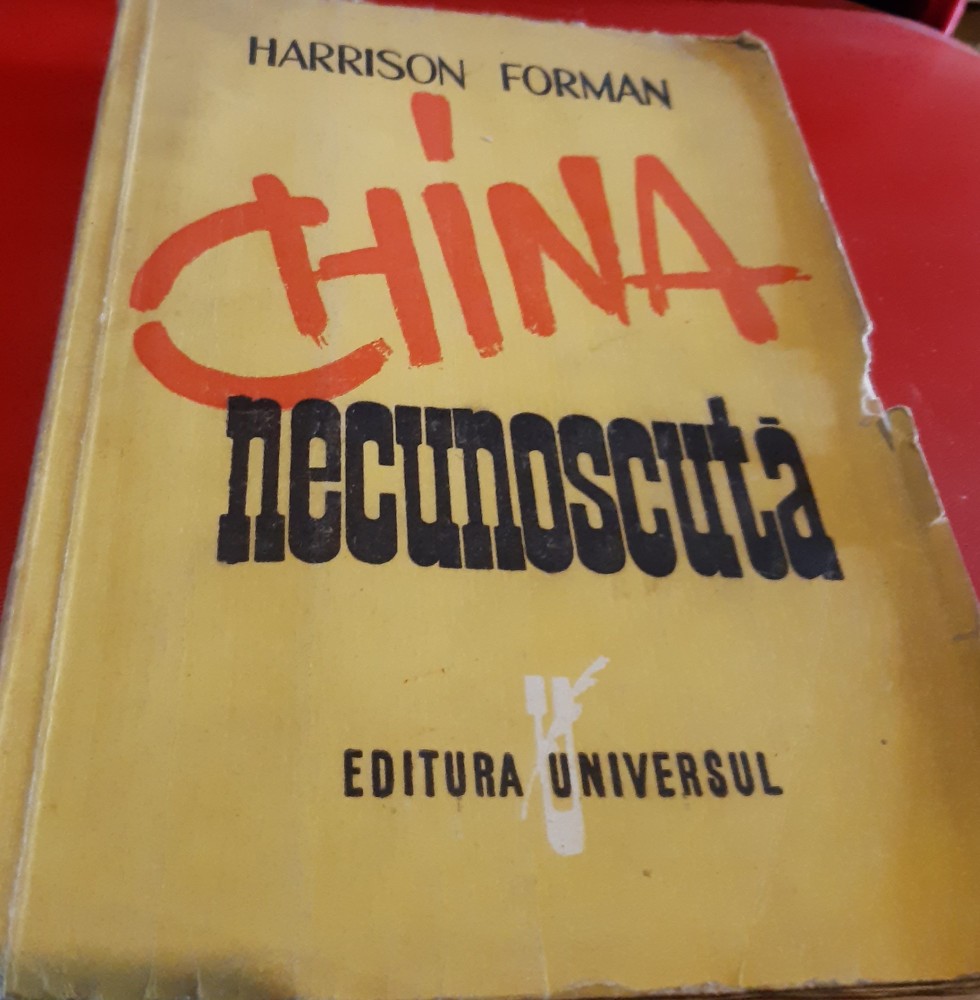 HARRISON FORMAN
CHINA
necunoscută
EDITURA UNIVERSUL